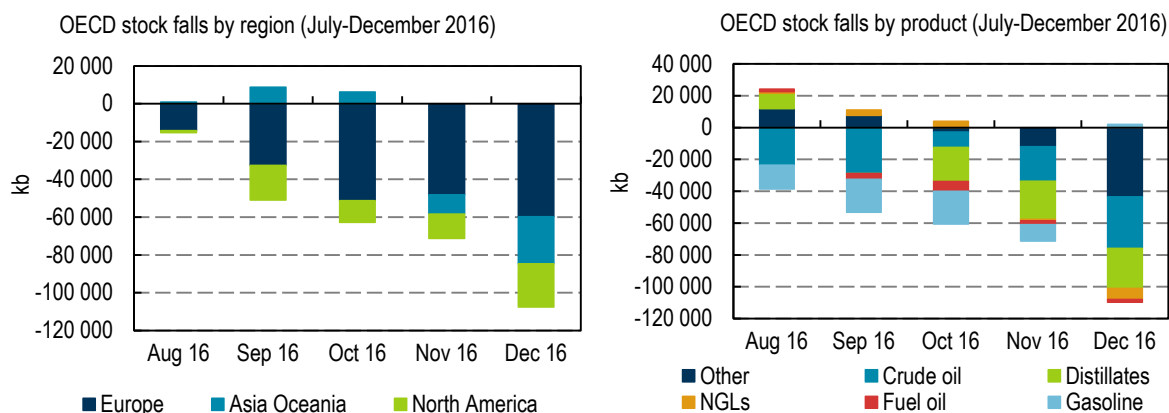 OECD stock falls by region (July-December 2016)
20 000
0
-20 000
-40 000
-60 000
-80 000
-100 000
-120 000
kb
Aug 16 Sep 16 Oct 16 Nov 16 Dec 16
Europe Asia Oceania North America
OECD stock falls by product (July-December 2016)
40 000
20 000
0
-20 000
-40 000
-60 000
-80 000
-100 000
-120 000
kb
Aug 16 Sep 16 Oct 16 Nov 16 Dec 16
Other Crude oil Distillates
NGLs Fuel oil Gasoline